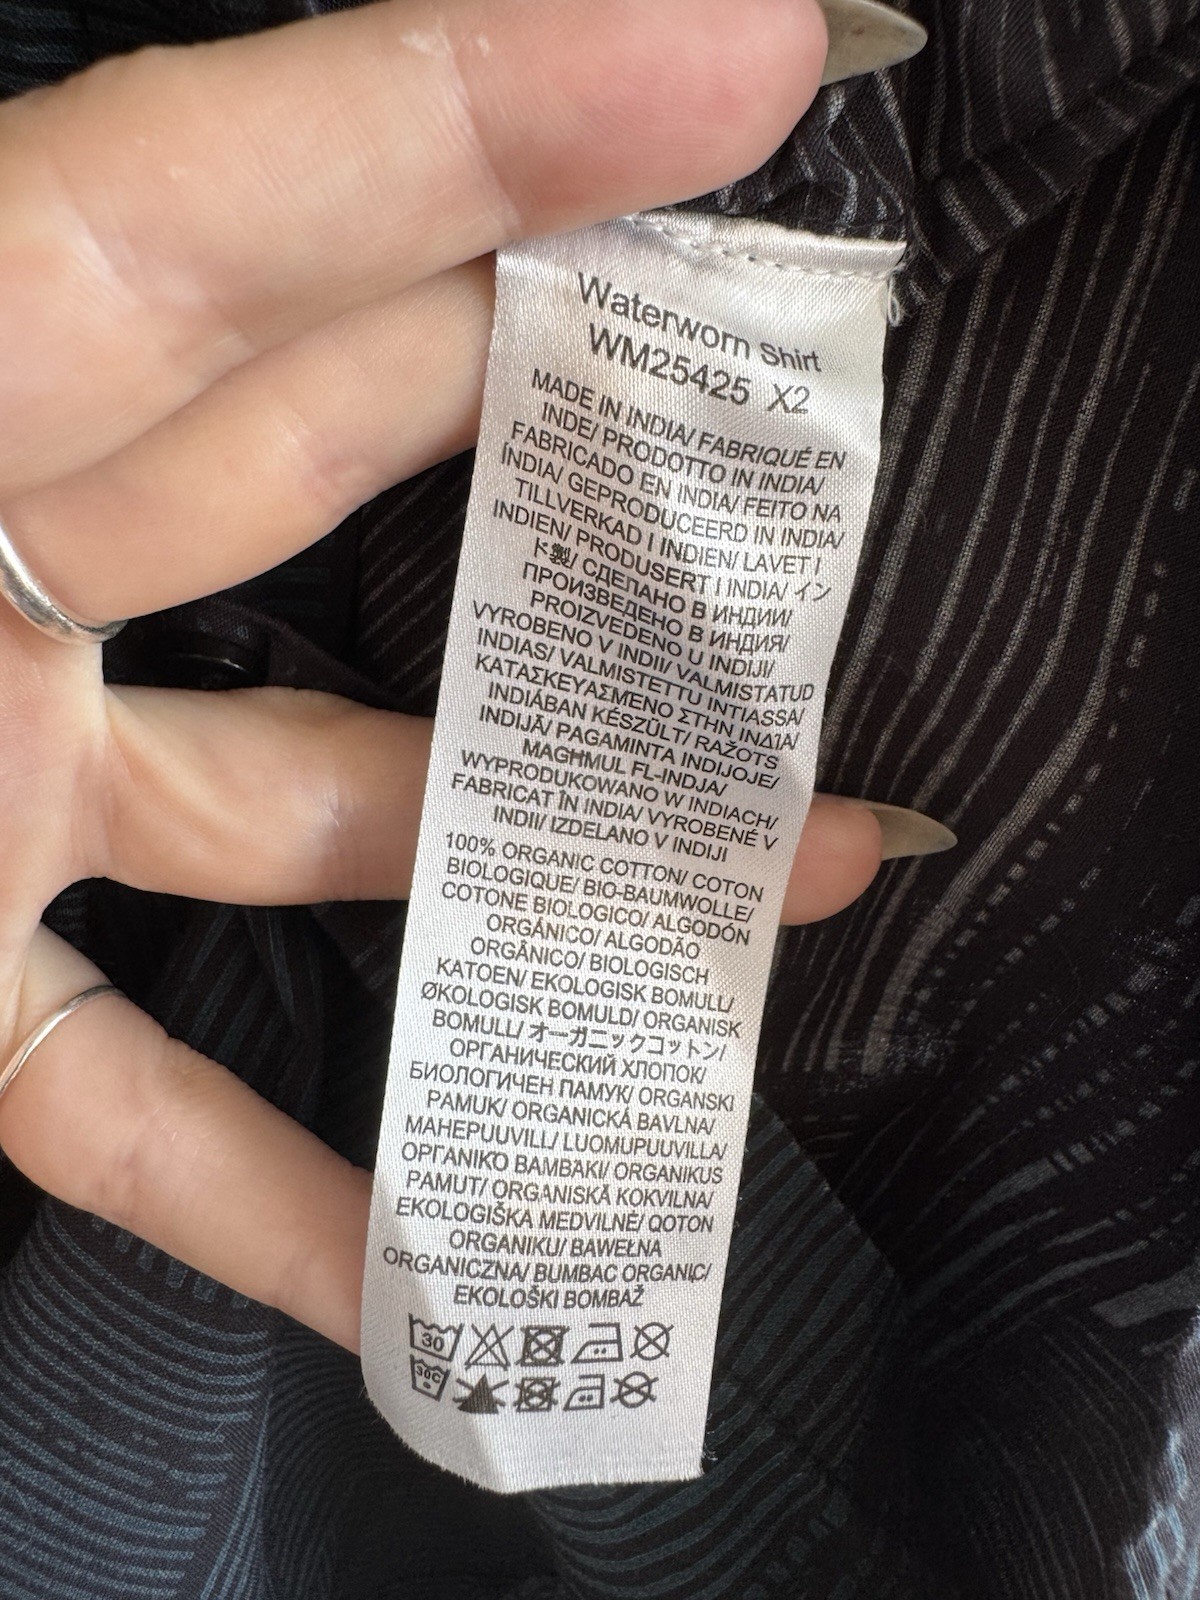 Waterworn Shirt
WM25425 X2
MADE IN INDIA/ FABRIQUÉ EN
INDE/ PRODOTTO IN INDIA/
FABRICADO EN INDIA/ FEITO NA
ÍNDIA/ GEPRODUCEERD IN INDIA/
TILLVERKAD I INDIEN/ LAVET I
INDIEN/ PRODUSERT I INDIA/ イン
ド製/ СДЕЛАНО В ИНДИИ/
ПРОИЗВЕДЕНО В ИНДИЯ/
PROIZVEDENO U INDIJI/
VYROBENO V INDII/ VALMISTATUD
INDIAS/ VALMISTETTU INTIASSA/
ΚΑΤΑΣΚΕΥΑΣΜΈΝΟ ΣΤΗΝ ΙΝΔΊΑ/
INDIÁBAN KÉSZÜLT/ RAŽOTS
INDIJĀ/ PAGAMINTA INDIJOJE/
MAGĦMUL FL-INDJA/
WYPRODUKOWANO W INDIACH/
FABRICAT ÎN INDIA/ VYROBENÉ V
INDII/ IZDELANO V INDIJI
100% ORGANIC COTTON/ COTON
BIOLOGIQUE/ BIO-BAUMWOLLE/
COTONE BIOLOGICO/ ALGODÓN
ORGÁNICO/ ALGODÃO
ORGÂNICO/ BIOLOGISCH
KATOEN/ EKOLOGISK BOMULL/
ØKOLOGISK BOMULD/ ORGANISK
BOMULL/ オーガニックコットン/
ОРГАНИЧЕСКИЙ ХЛОПОК/
БИОЛОГИЧЕН ПАМУК/ ORGANSKI
PAMUK/ ORGANICKÁ BAVLNA/
MAHEPUUVILL/ LUOMUPUUVILLA/
ΟΡΓΑΝΙΚΌ ΒΑΜΒΆΚΙ/ ORGANIKUS
PAMUT/ ORGANISKĀ KOKVILNA/
EKOLOGIŠKA MEDVILNĖ/ QOTON
ORGANIKU/ BAWEŁNA
ORGANICZNA/ BUMBAC ORGANIC/
EKOLOŠKI BOMBAŽ
30
30C